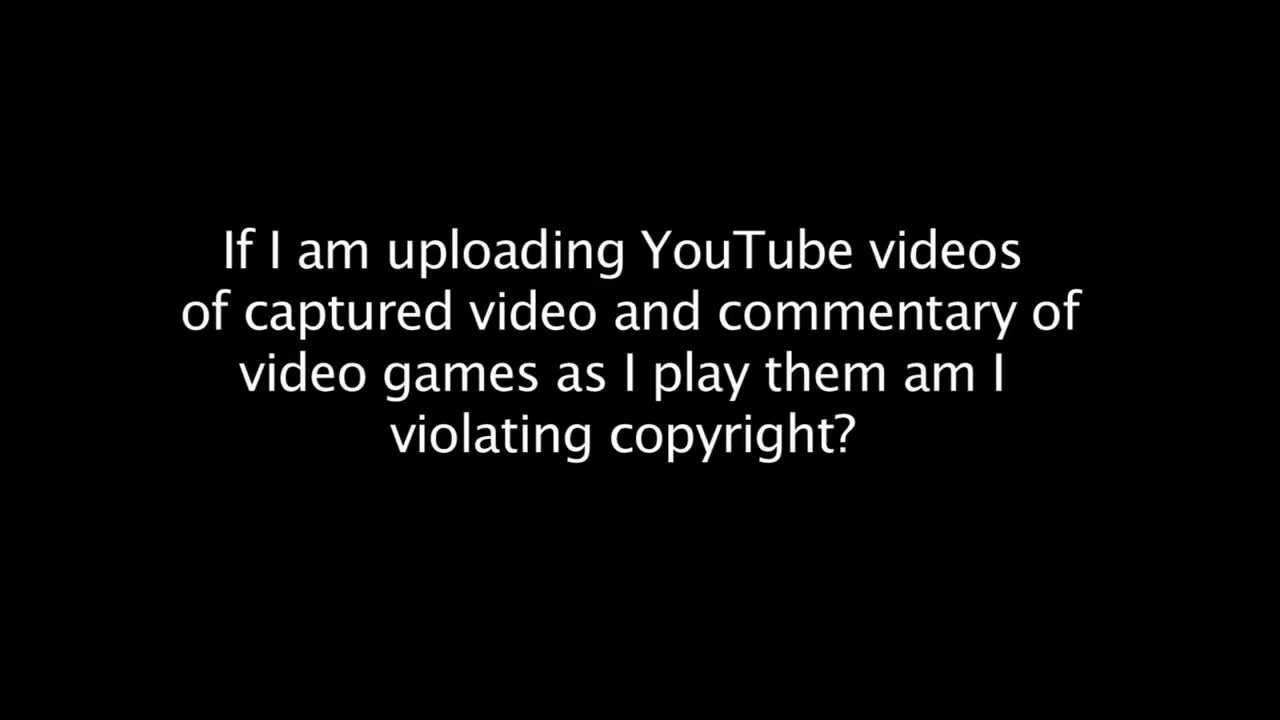 If I am uploading YouTube videos
of captured video and commentary of
video games as I play them am I
violating copyright?